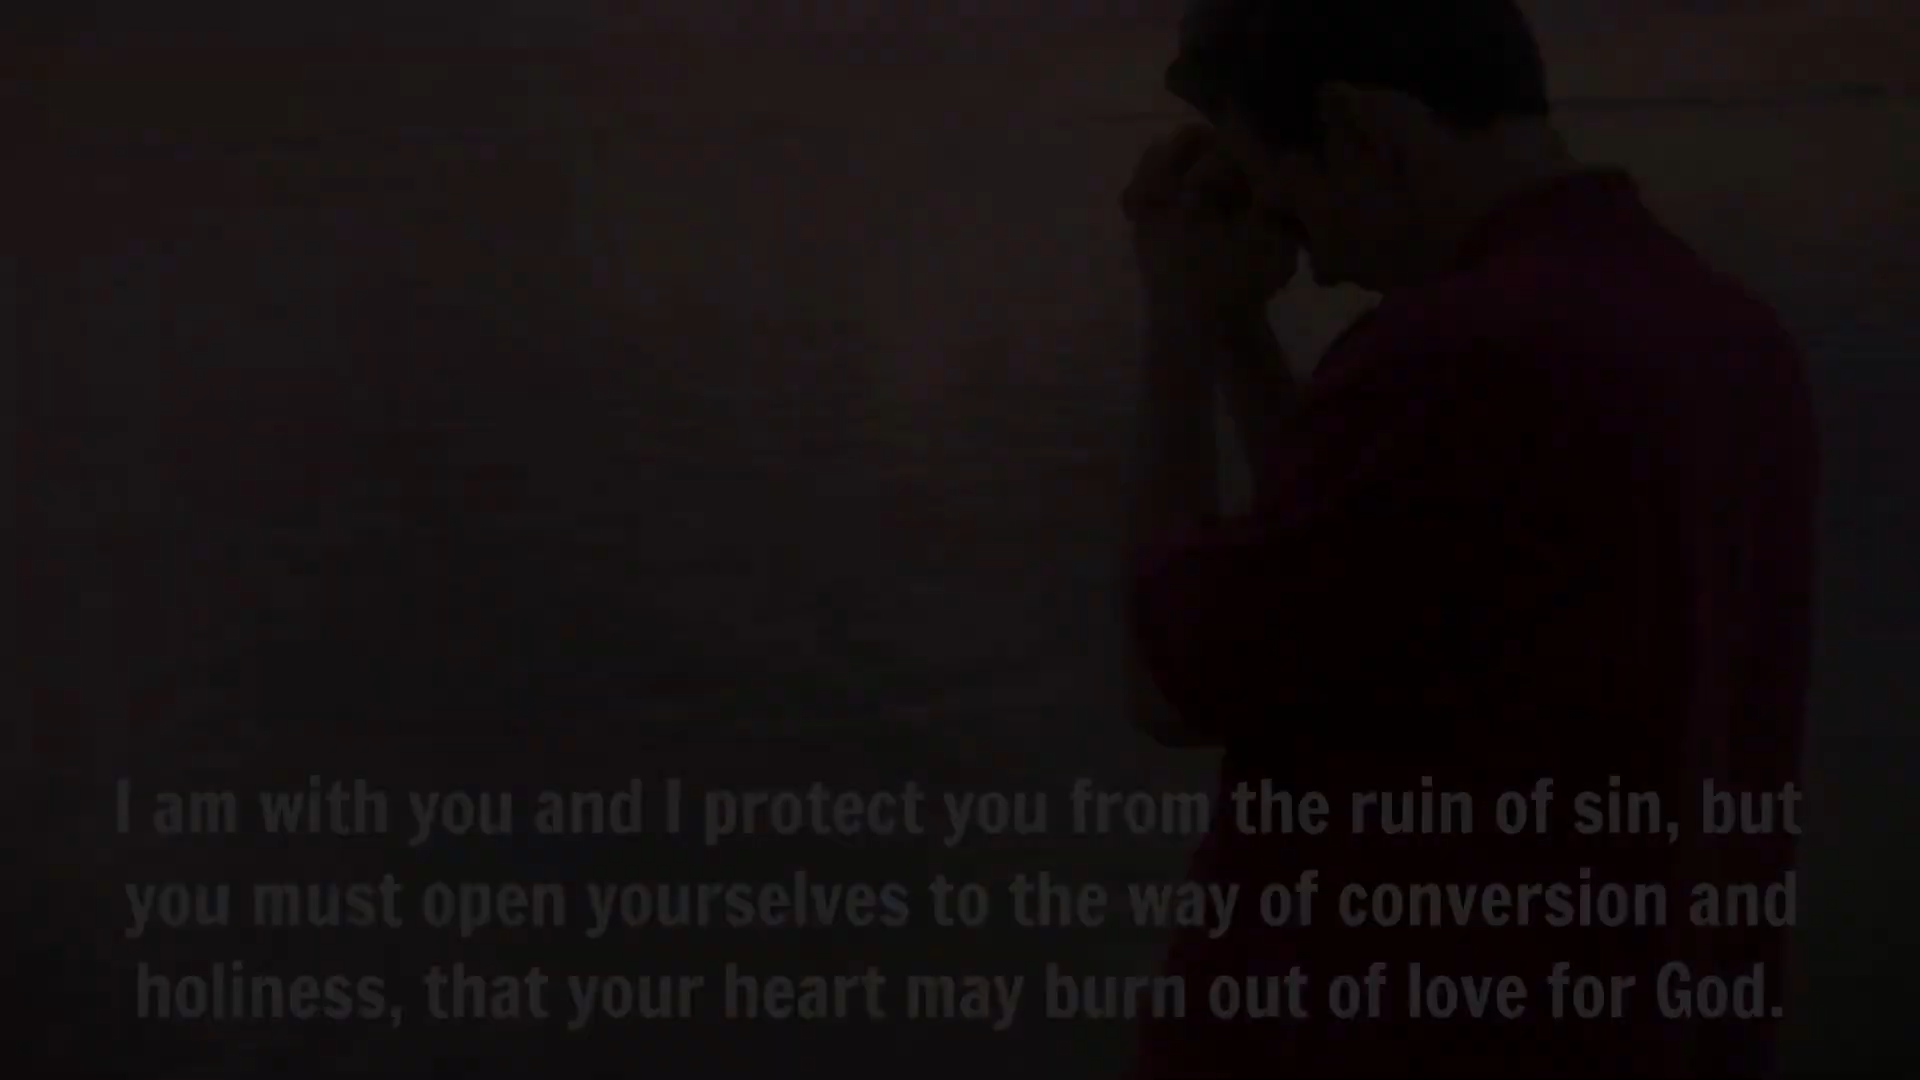 I am with you and I protect you from the ruin of sin, but
you must open yourselves to the way of conversion and
holiness, that your heart may burn out of love for God.